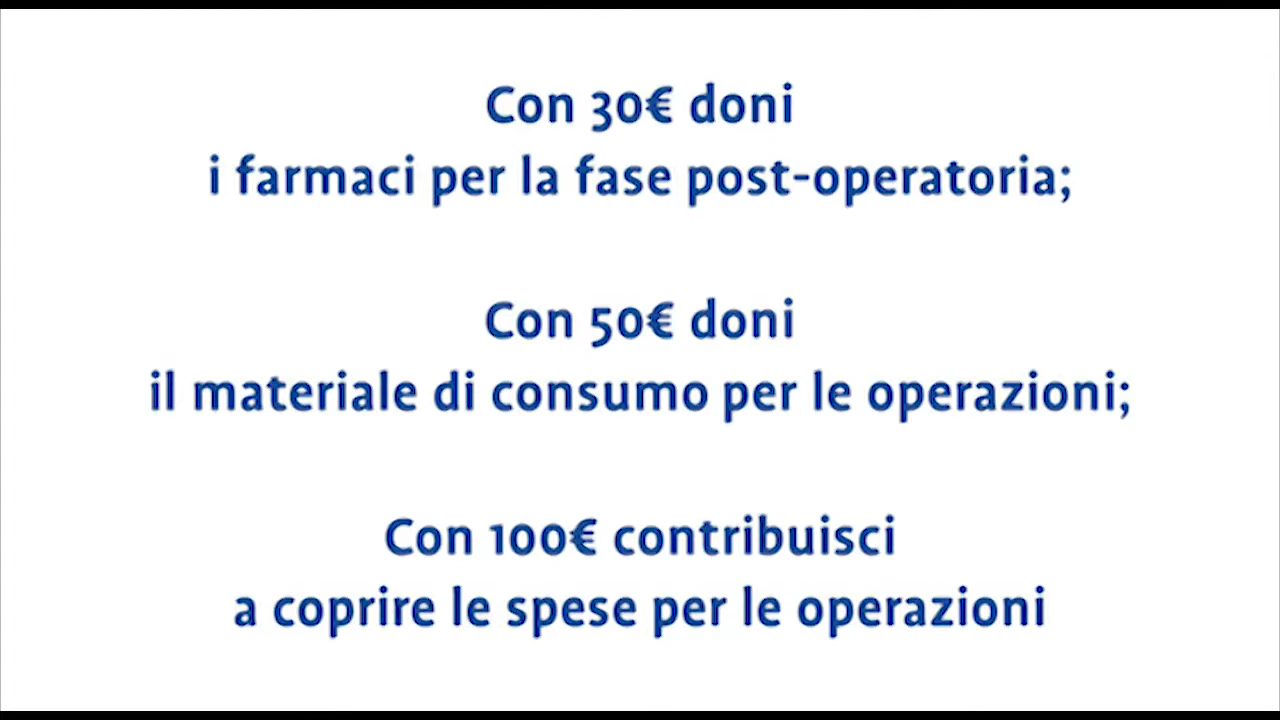 Con 30€ doni
i farmaci per la fase post-operatoria;
Con 50€ doni
il materiale di consumo per le operazioni;
Con 100€ contribuisci
a coprire le spese per le operazioni